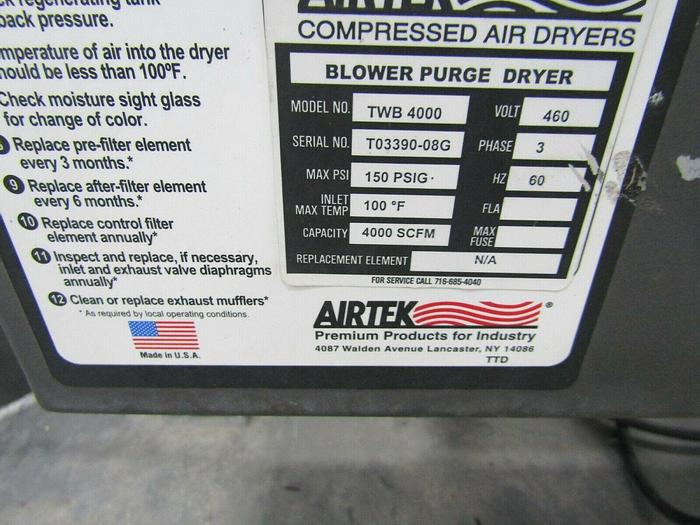 regenerating tank
back pressure.
mperature of air into the dryer
hould be less than 100°F.
Check moisture sight glass
for change of color.
Replace pre-filter element
every 3 months.*
9 Replace after-filter element
every 6 months.*
10 Replace control filter
element annually*
11 Inspect and replace, if necessary,
inlet and exhaust valve diaphragms
annually*
12 Clean or replace exhaust mufflers*
* As required by local operating conditions.
Made in U.S.A.
AIRTEK
COMPRESSED AIR DRYERS
BLOWER PURGE DRYER
MODEL NO. TWB 4000 VOLT 460
SERIAL NO. T03390-08G PHASE 3
MAX PSI 150 PSIG. HZ 60
INLET
MAX TEMP 100 °F FLA
CAPACITY 4000 SCFM MAX
FUSE
REPLACEMENT ELEMENT N/A
FOR SERVICE CALL 716-685-4040
AIRTEK ®
Premium Products for Industry
4087 Walden Avenue Lancaster, NY 14086
TTD